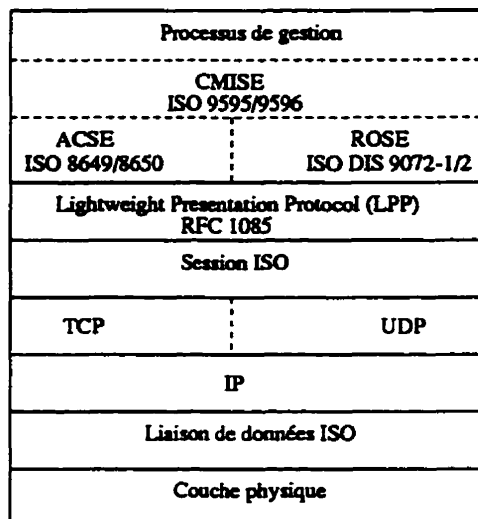 Processus de gestion
CMISE
ISO 9595/9596
ACSE
ISO 8649/8650
ROSE
ISO DIS 9072-1/2
Lightweight Presentation Protocol (LPP)
RFC 1085
Session ISO
TCP
UDP
IP
Liaison de données ISO
Couche physique